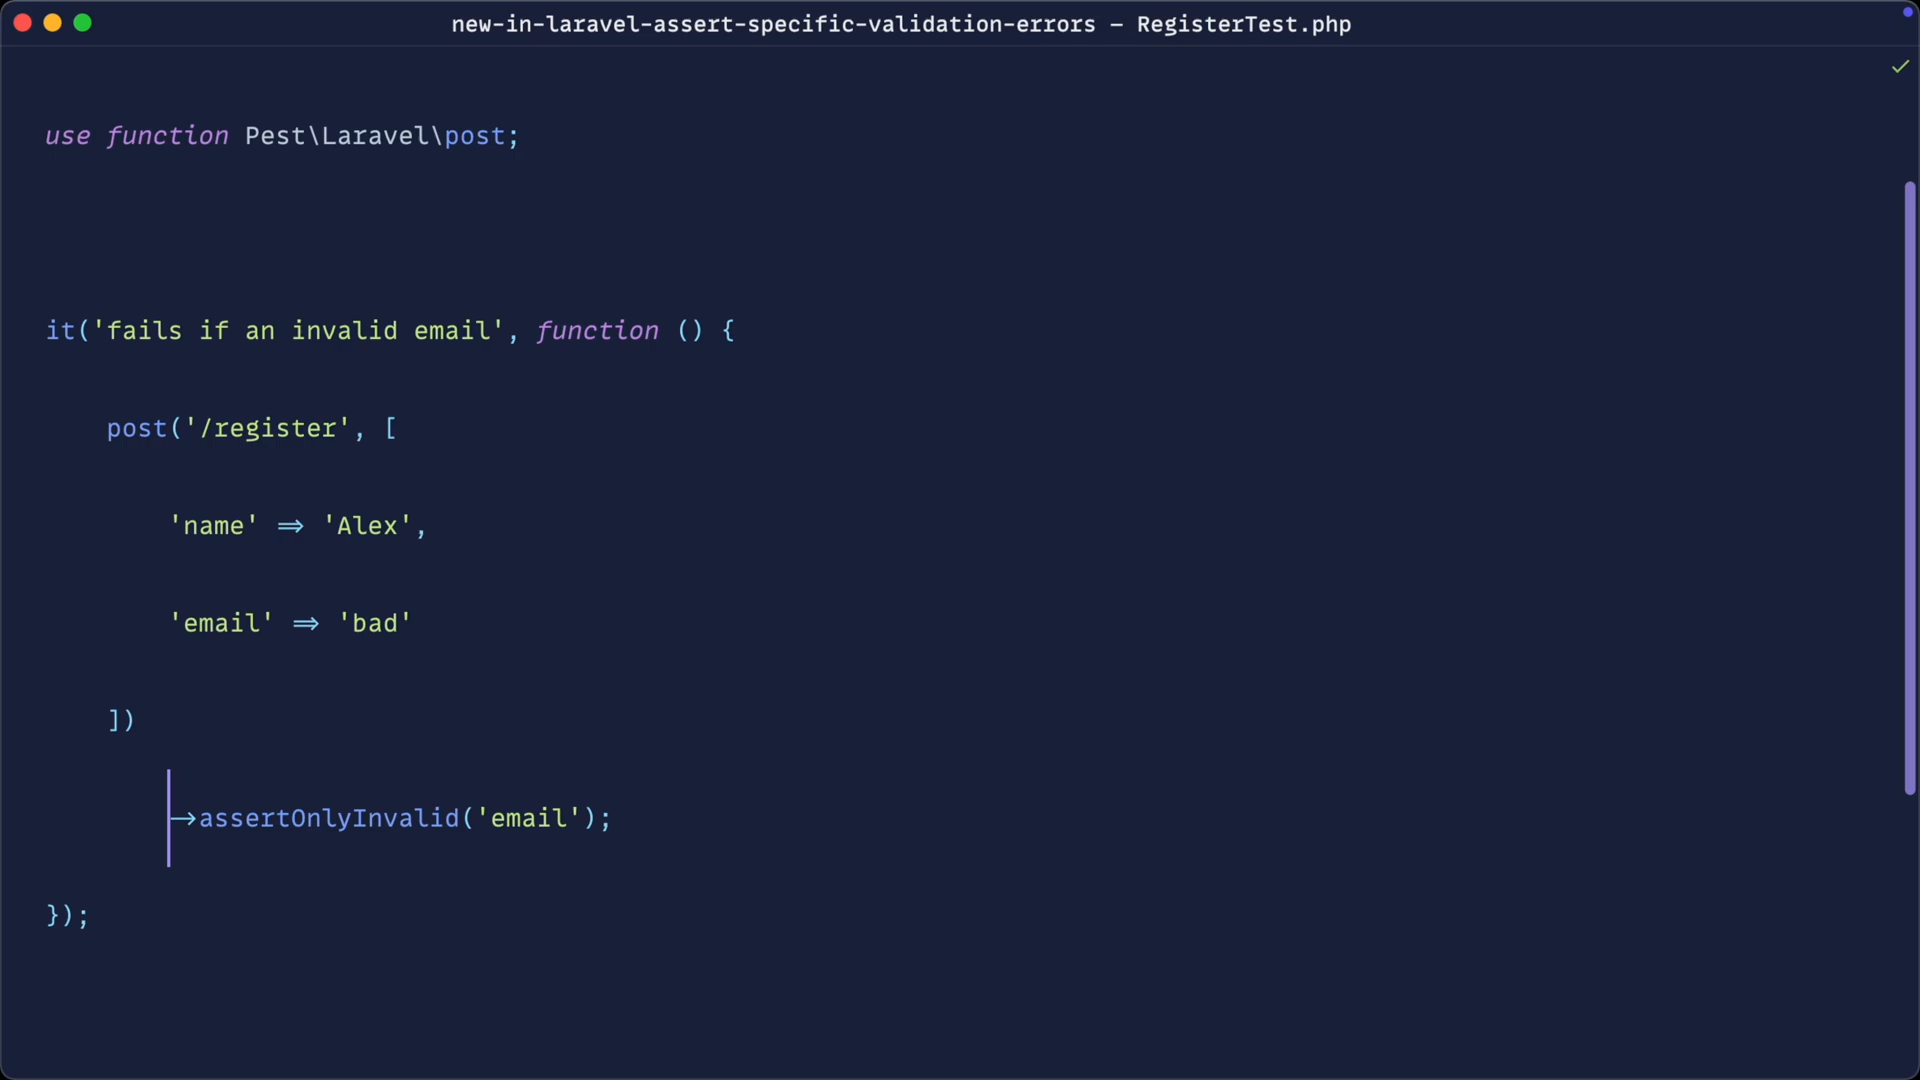 new-in-laravel-assert-specific-validation-errors – RegisterTest.php
use function Pest\Laravel\post;
it('fails if an invalid email', function () {
post('/register', [
'name' => 'Alex',
'email' => 'bad'
])
->assertOnlyInvalid('email');
});